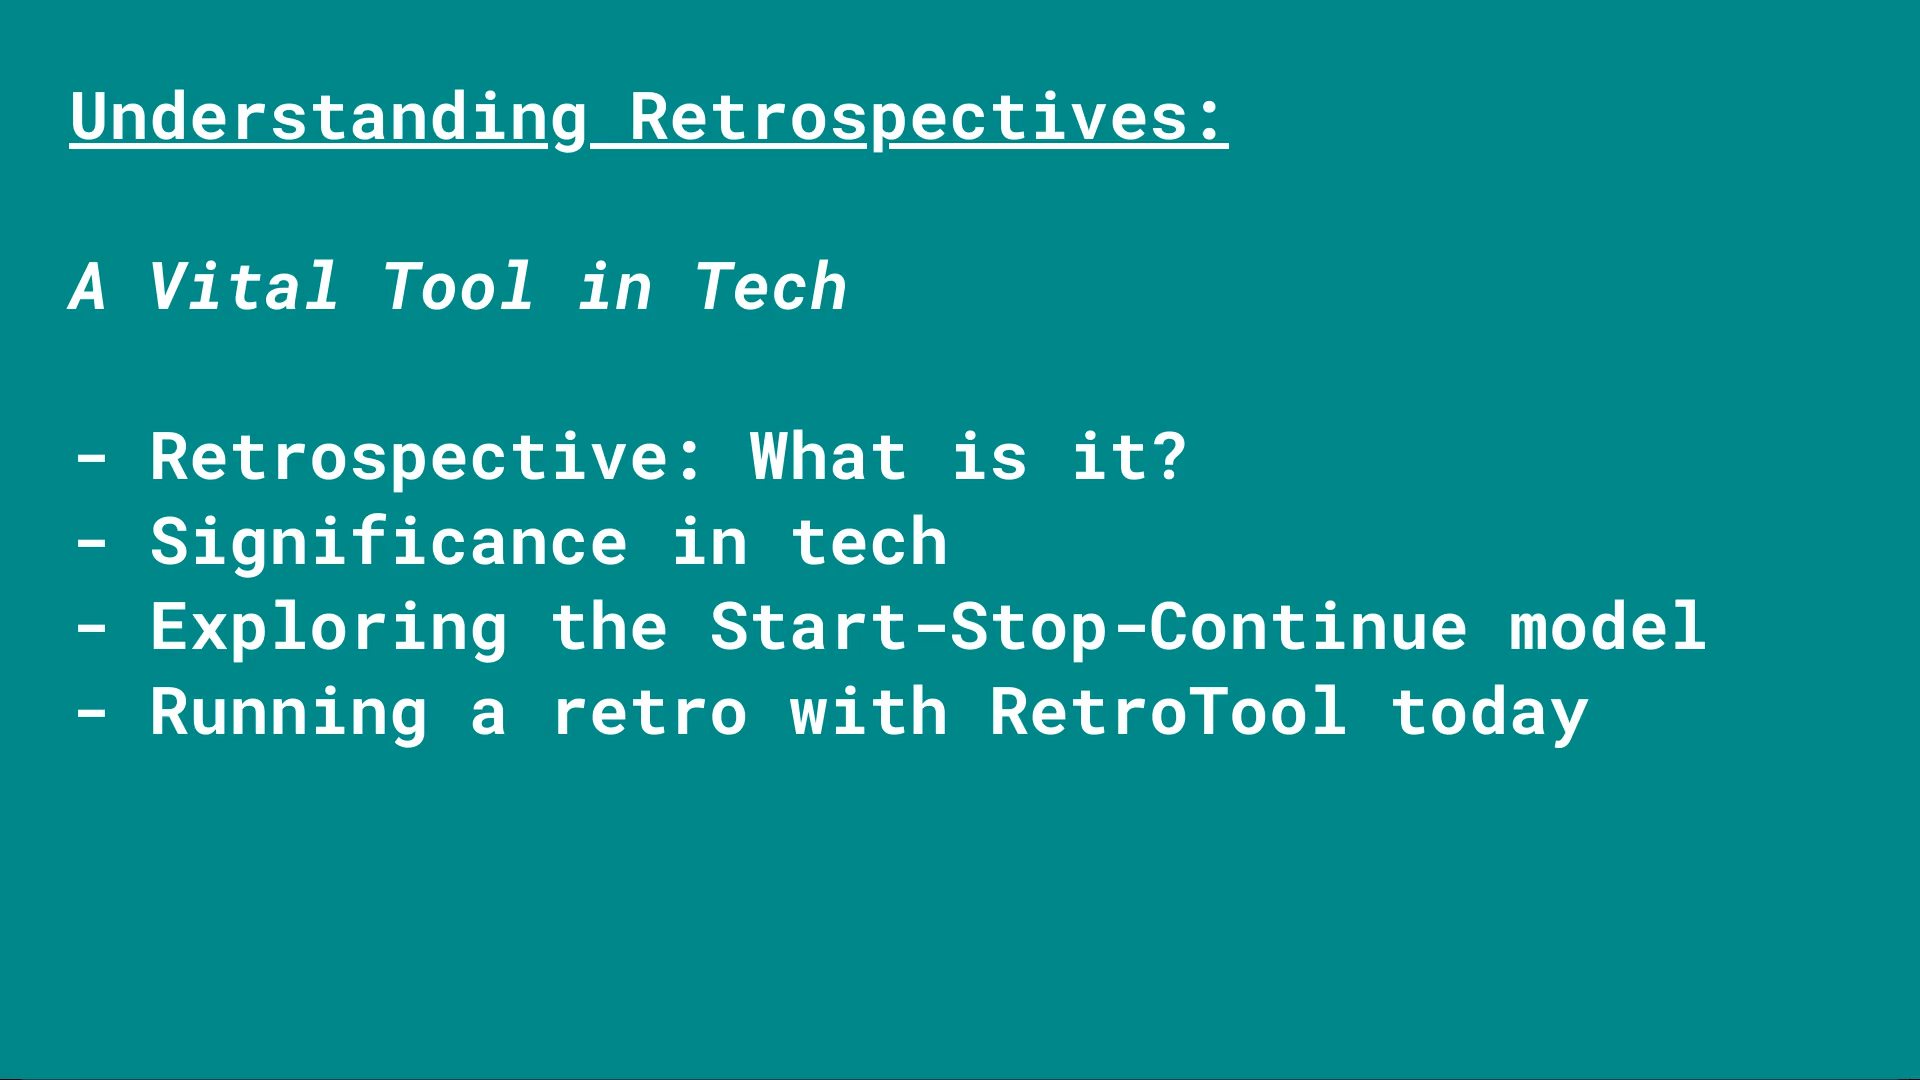 Understanding Retrospectives:
A Vital Tool in Tech
- Retrospective: What is it?
- Significance in tech
- Exploring the Start-Stop-Continue model
- Running a retro with RetroTool today